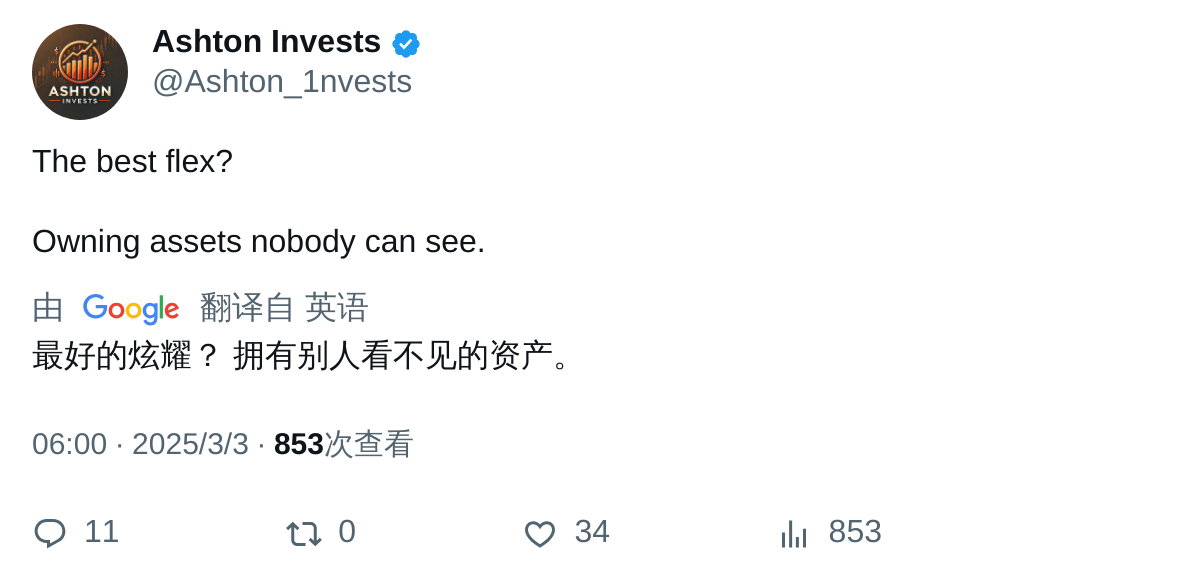 Ashton Invests
@Ashton_1nvests
ASHTON
INVESTS
The best flex?
Owning assets nobody can see.
由 Google 翻译自 英语
最好的炫耀？ 拥有别人看不见的资产。
06:00 · 2025/3/3 · 853次查看
11 0 34 853